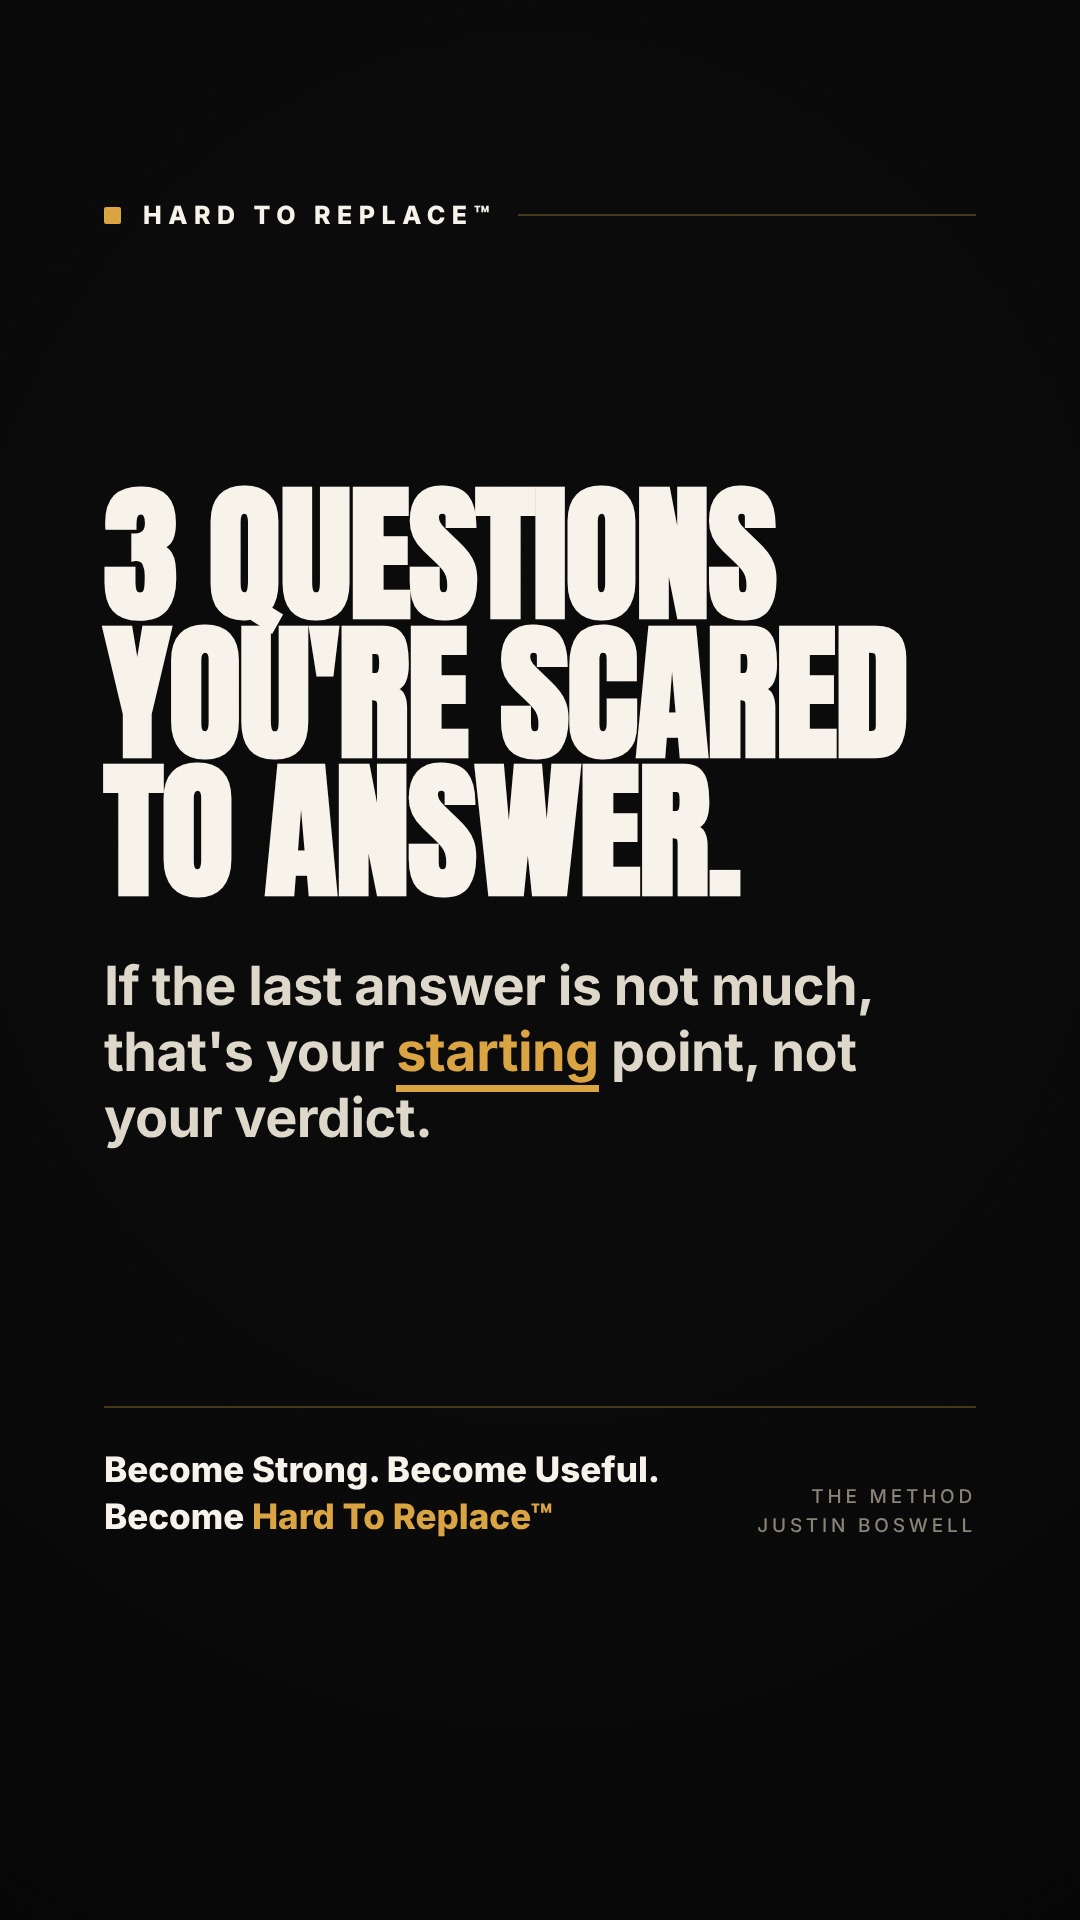 HARD TO REPLACE™
3 QUESTIONS
YOU'RE SCARED
TO ANSWER.
If the last answer is not much,
that's your starting point, not
your verdict.
Become Strong. Become Useful.
Become Hard To Replace™
THE METHOD
JUSTIN BOSWELL